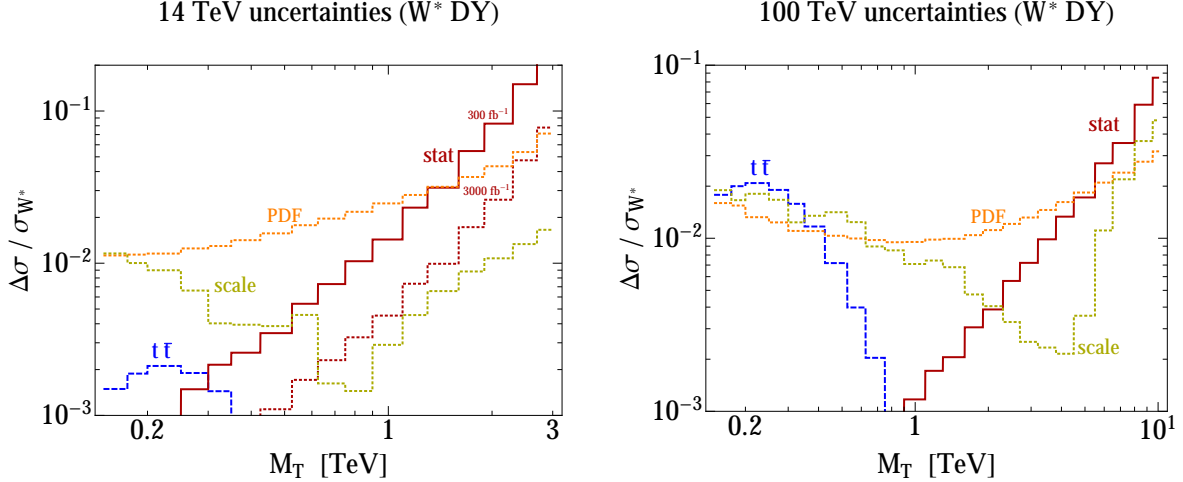 14 TeV uncertainties (W* DY)
Δσ / σW*
10⁻¹
10⁻²
10⁻³
300 fb⁻¹
stat
3000 fb⁻¹
PDF
scale
t t̄
0.2
1
3
M_T [TeV]
100 TeV uncertainties (W* DY)
Δσ / σW*
10⁻¹
10⁻²
10⁻³
stat
t t̄
PDF
scale
0.2
1
10¹
M_T [TeV]